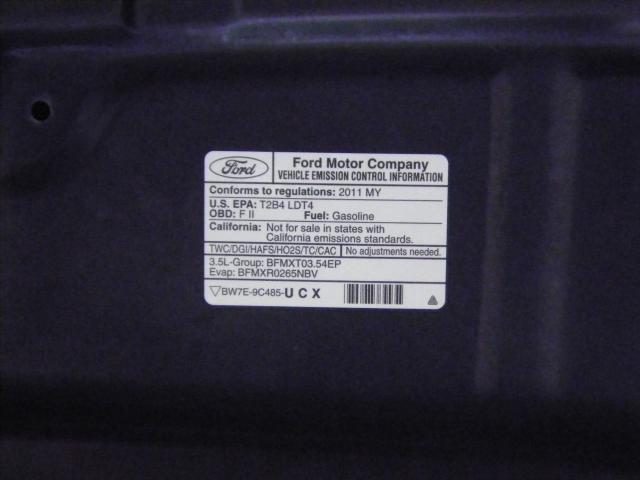 Ford
Ford Motor Company
VEHICLE EMISSION CONTROL INFORMATION
Conforms to regulations: 2011 MY
U.S. EPA: T2B4 LDT4
OBD: F II Fuel: Gasoline
California: Not for sale in states with
California emissions standards.
TWC/DGI/HAFS/HO2S/TC/CAC No adjustments needed.
3.5L-Group: BFMXT03.54EP
Evap: BFMXR0265NBV
BW7E-9C485-U C X